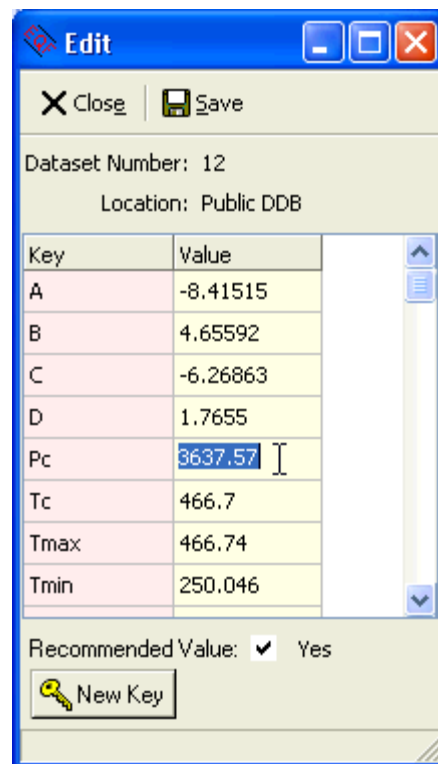 Edit
Close Save
Dataset Number: 12
Location: Public DDB
Key Value
A -8.41515
B 4.65592
C -6.26863
D 1.7655
Pc 3637.57
Tc 466.7
Tmax 466.74
Tmin 250.046
Recommended Value: Yes
New Key